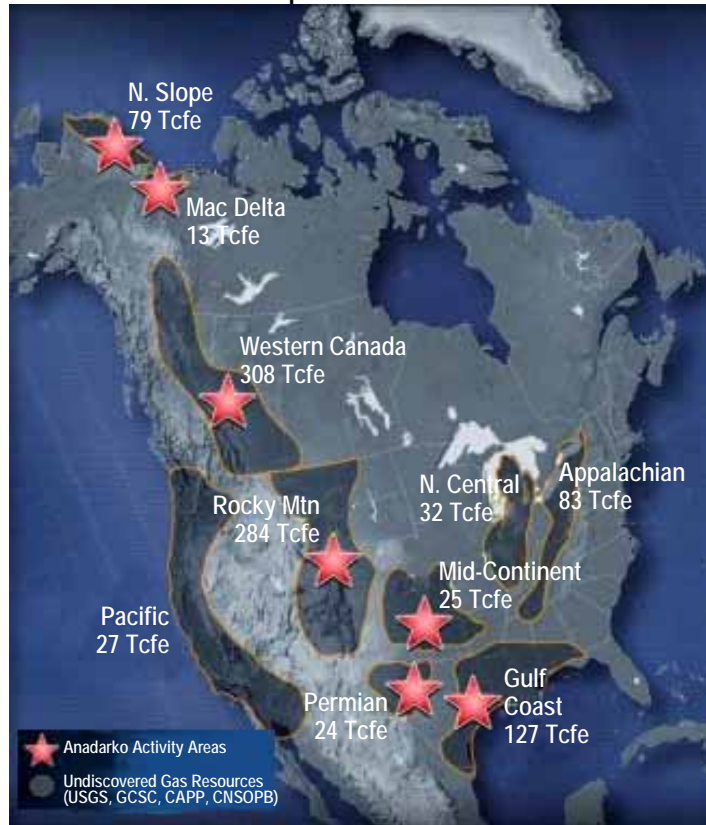 N. Slope
79 Tcfe
Mac Delta
13 Tcfe
Western Canada
308 Tcfe
Rocky Mtn
284 Tcfe
N. Central
32 Tcfe
Appalachian
83 Tcfe
Mid-Continent
25 Tcfe
Pacific
27 Tcfe
Permian
24 Tcfe
Gulf
Coast
127 Tcfe
Anadarko Activity Areas
Undiscovered Gas Resources
(USGS, GCSC, CAPP, CNSOPB)